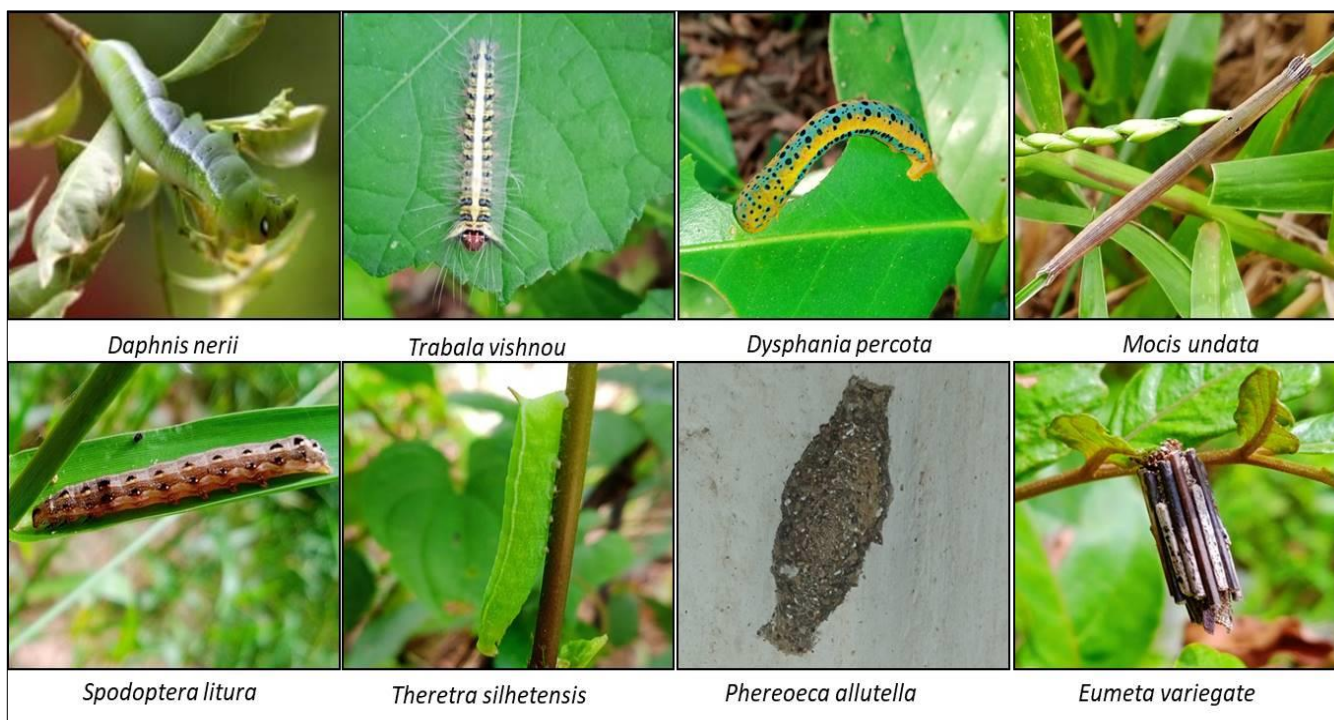 Daphnis nerii
Trabala vishnou
Dysphania percota
Mocis undata
Spodoptera litura
Theretra silhetensis
Phereoeca allutella
Eumeta variegate